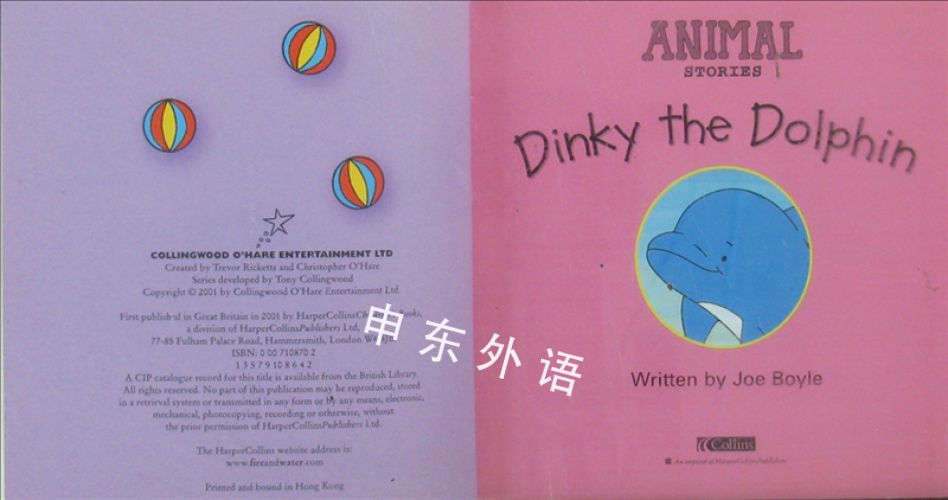 COLLINGWOOD O'HARE ENTERTAINMENT LTD
Created by Trevor Ricketts and Christopher O'Hare
Series developed by Tony Collingwood
Copyright © 2001 by Collingwood O'Hare Entertainment Ltd.
First published in Great Britain in 2001 by HarperCollins Books,
a division of HarperCollinsPublishers Ltd,
77-85 Fulham Palace Road, Hammersmith, London
ISBN: 0 00 710870 2
1 3 5 7 9 10 8 6 4 2
A CIP catalogue record for this title is available from the British Library.
All rights reserved. No part of this publication may be reproduced, stored
in a retrieval system or transmitted in any form or by any means, electronic,
mechanical, photocopying, recording or otherwise, without
the prior permission of HarperCollinsPublishers Ltd.
The HarperCollins website address is:
www.fireandwater.com
Printed and bound in Hong Kong
申东外语
ANIMAL
STORIES
Dinky the Dolphin
Written by Joe Boyle
Collins
An imprint of HarperCollinsPublishers